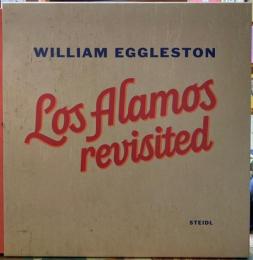 WILLIAM EGGLESTON
Los Alamos
revisited
STEIDL